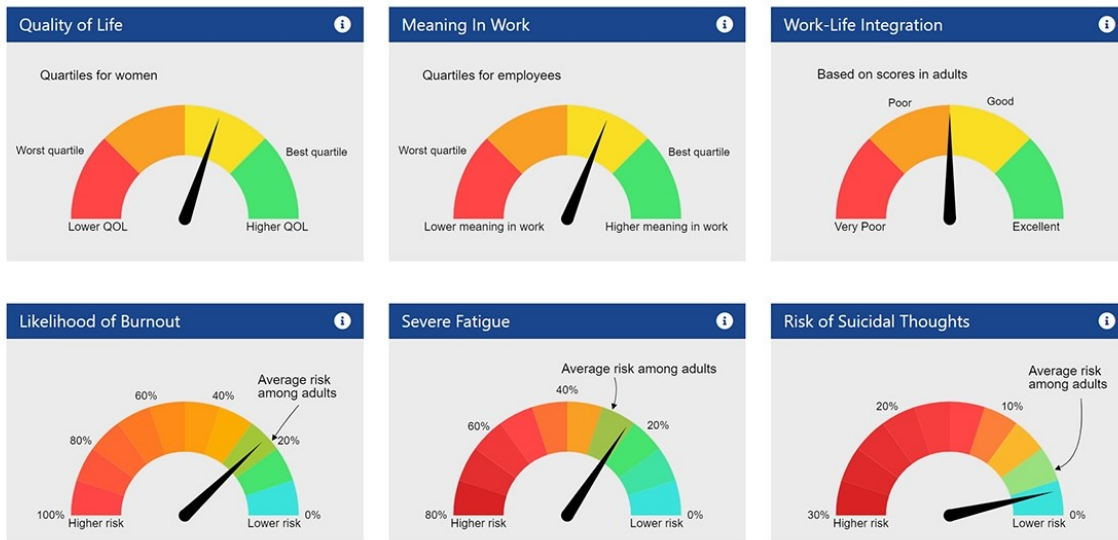 Quality of Life
Quartiles for women
Worst quartile
Best quartile
Lower QOL
Higher QOL
Meaning In Work
Quartiles for employees
Worst quartile
Best quartile
Lower meaning in work
Higher meaning in work
Work-Life Integration
Based on scores in adults
Poor
Good
Very Poor
Excellent
Likelihood of Burnout
Average risk
among adults
60%
40%
80%
20%
100%
0%
Higher risk
Lower risk
Severe Fatigue
Average risk among adults
40%
60%
20%
80%
0%
Higher risk
Lower risk
Risk of Suicidal Thoughts
Average risk
among adults
20%
10%
30%
0%
Higher risk
Lower risk